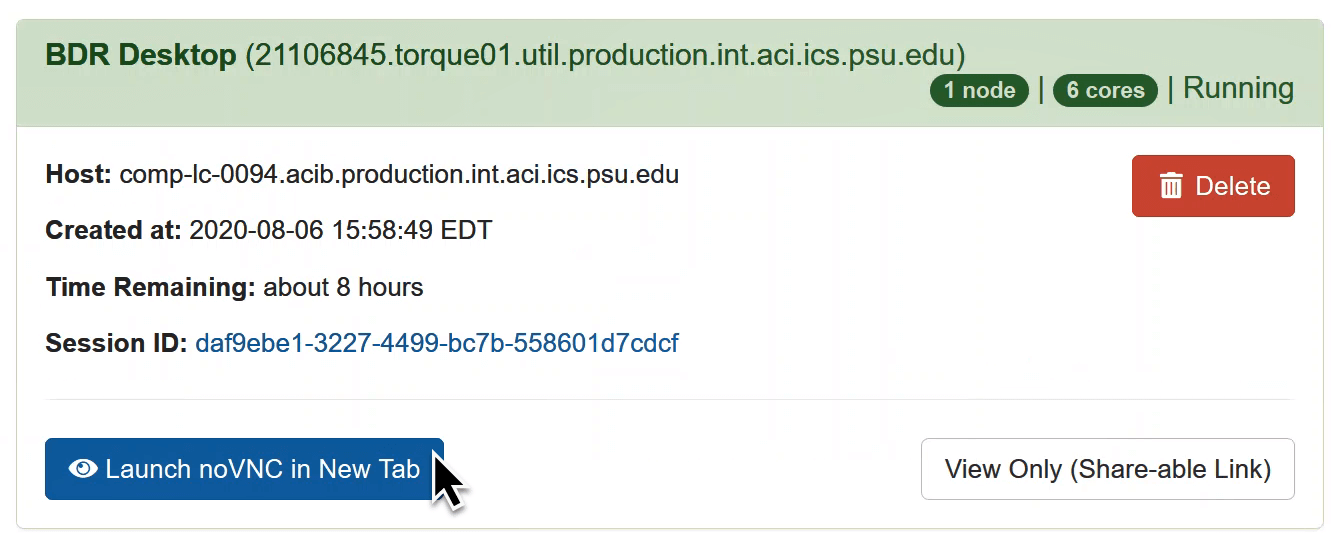 BDR Desktop (21106845.torque01.util.production.int.aci.ics.psu.edu)
1 node | 6 cores | Running
Host: comp-lc-0094.acib.production.int.aci.ics.psu.edu
Delete
Created at: 2020-08-06 15:58:49 EDT
Time Remaining: about 8 hours
Session ID: daf9ebe1-3227-4499-bc7b-558601d7cdcf
Launch noVNC in New Tab
View Only (Share-able Link)